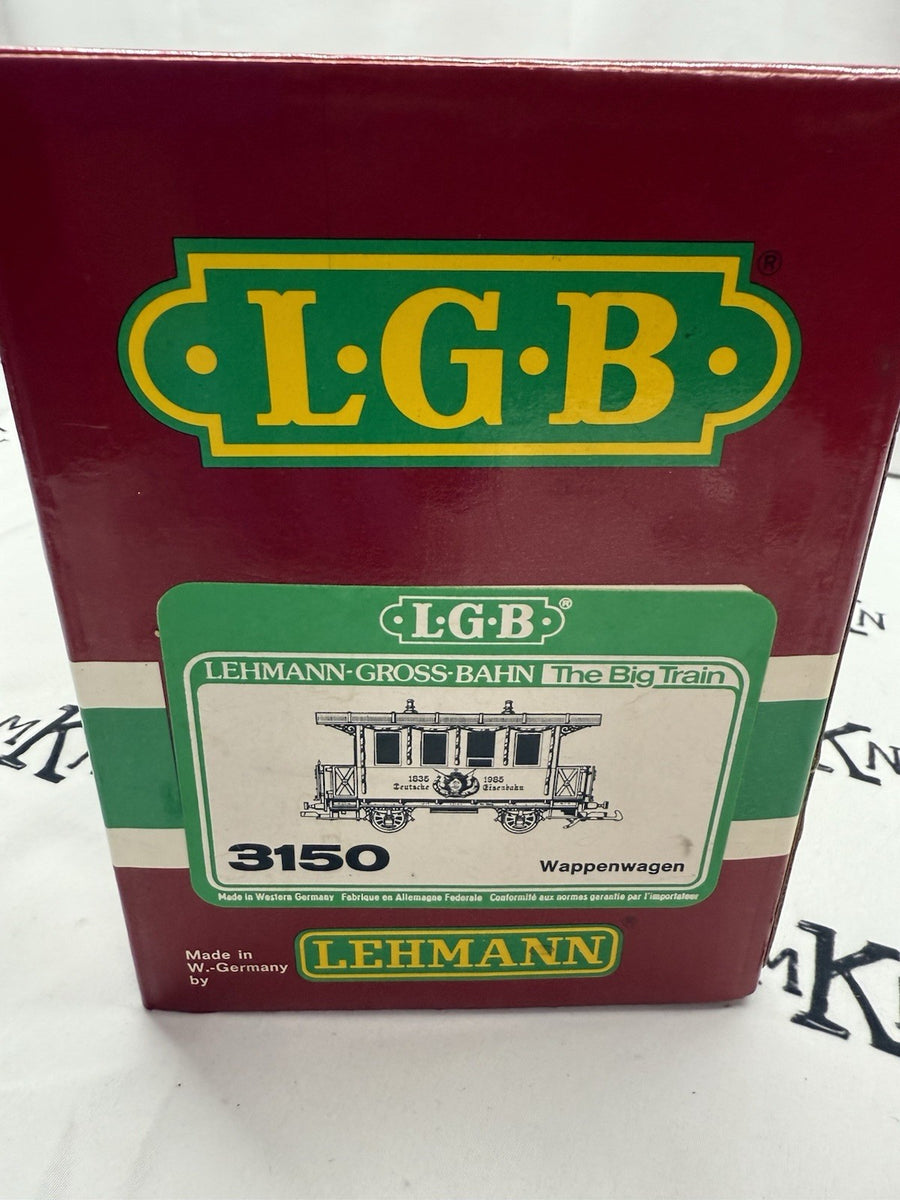 L·G·B ®
L·G·B ®
LEHMANN-GROSS-BAHN The Big Train
1835 1985
Deutsche Eisenbahn
3150 Wappenwagen
Made in Western Germany Fabrique en Allemagne Federale Conformité aux normes garantie par l'importateur
Made in
W.-Germany
by
LEHMANN